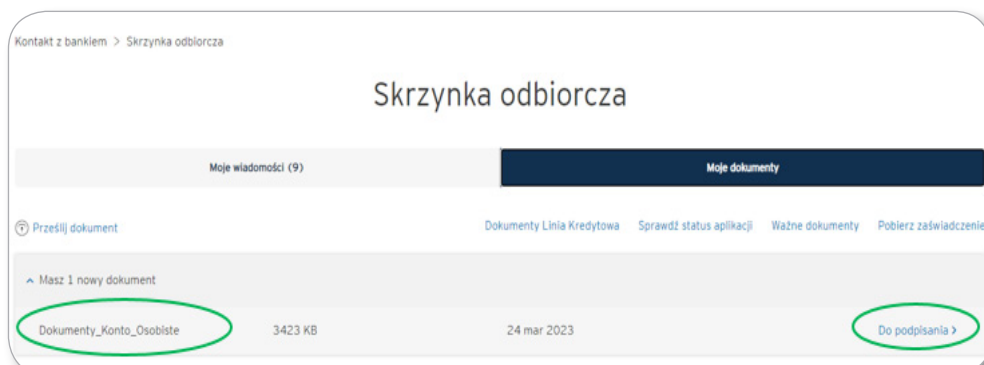 Kontakt z bankiem > Skrzynka odbiorcza
Skrzynka odbiorcza
Moje wiadomości (9) Moje dokumenty
Prześlij dokument Dokumenty Linia Kredytowa Sprawdź status aplikacji Ważne dokumenty Pobierz zaświadczenie
Masz 1 nowy dokument
Dokumenty_Konto_Osobiste 3423 KB 24 mar 2023 Do podpisania >